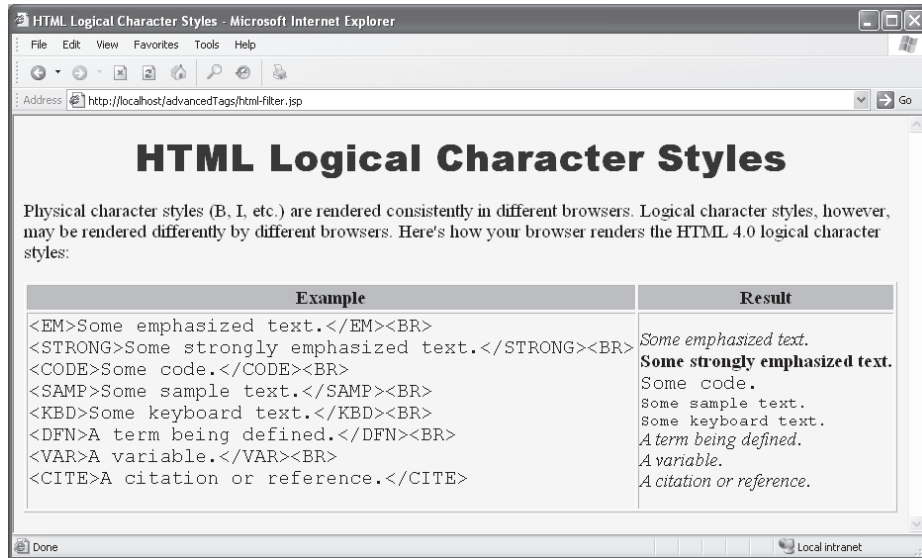 HTML Logical Character Styles - Microsoft Internet Explorer
File Edit View Favorites Tools Help
Address http://localhost/advancedTags/html-filter.jsp Go
HTML Logical Character Styles
Physical character styles (B, I, etc.) are rendered consistently in different browsers. Logical character styles, however,
may be rendered differently by different browsers. Here's how your browser renders the HTML 4.0 logical character
styles:
Example
<EM>Some emphasized text.</EM><BR>
<STRONG>Some strongly emphasized text.</STRONG><BR>
<CODE>Some code.</CODE><BR>
<SAMP>Some sample text.</SAMP><BR>
<KBD>Some keyboard text.</KBD><BR>
<DFN>A term being defined.</DFN><BR>
<VAR>A variable.</VAR><BR>
<CITE>A citation or reference.</CITE>
Result
Some emphasized text.
Some strongly emphasized text.
Some code.
Some sample text.
Some keyboard text.
A term being defined.
A variable.
A citation or reference.
Done
Local intranet